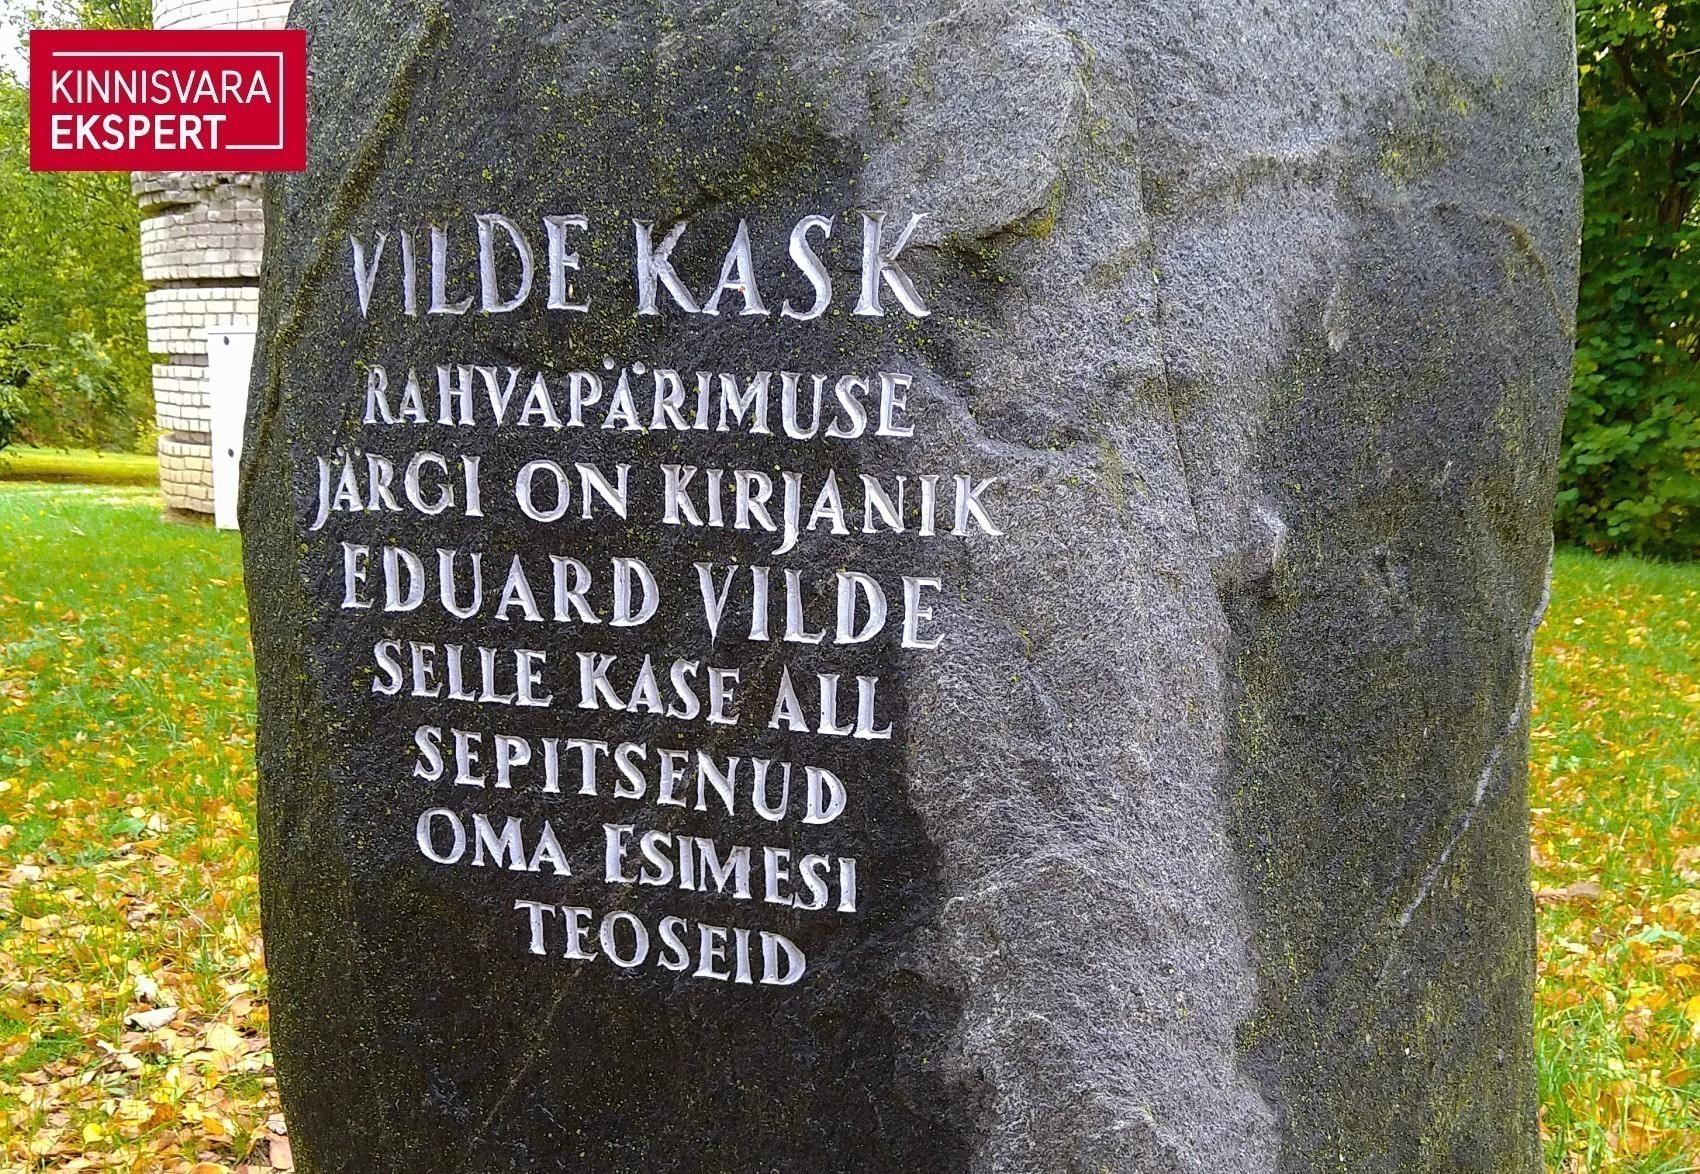 KINNISVARA
EKSPERT
VILDE KASK
RAHVAPÄRIMUSE
JÄRGI ON KIRJANIK
EDUARD VILDE
SELLE KASE ALL
SEPITSENUD
OMA ESIMESI
TEOSEID